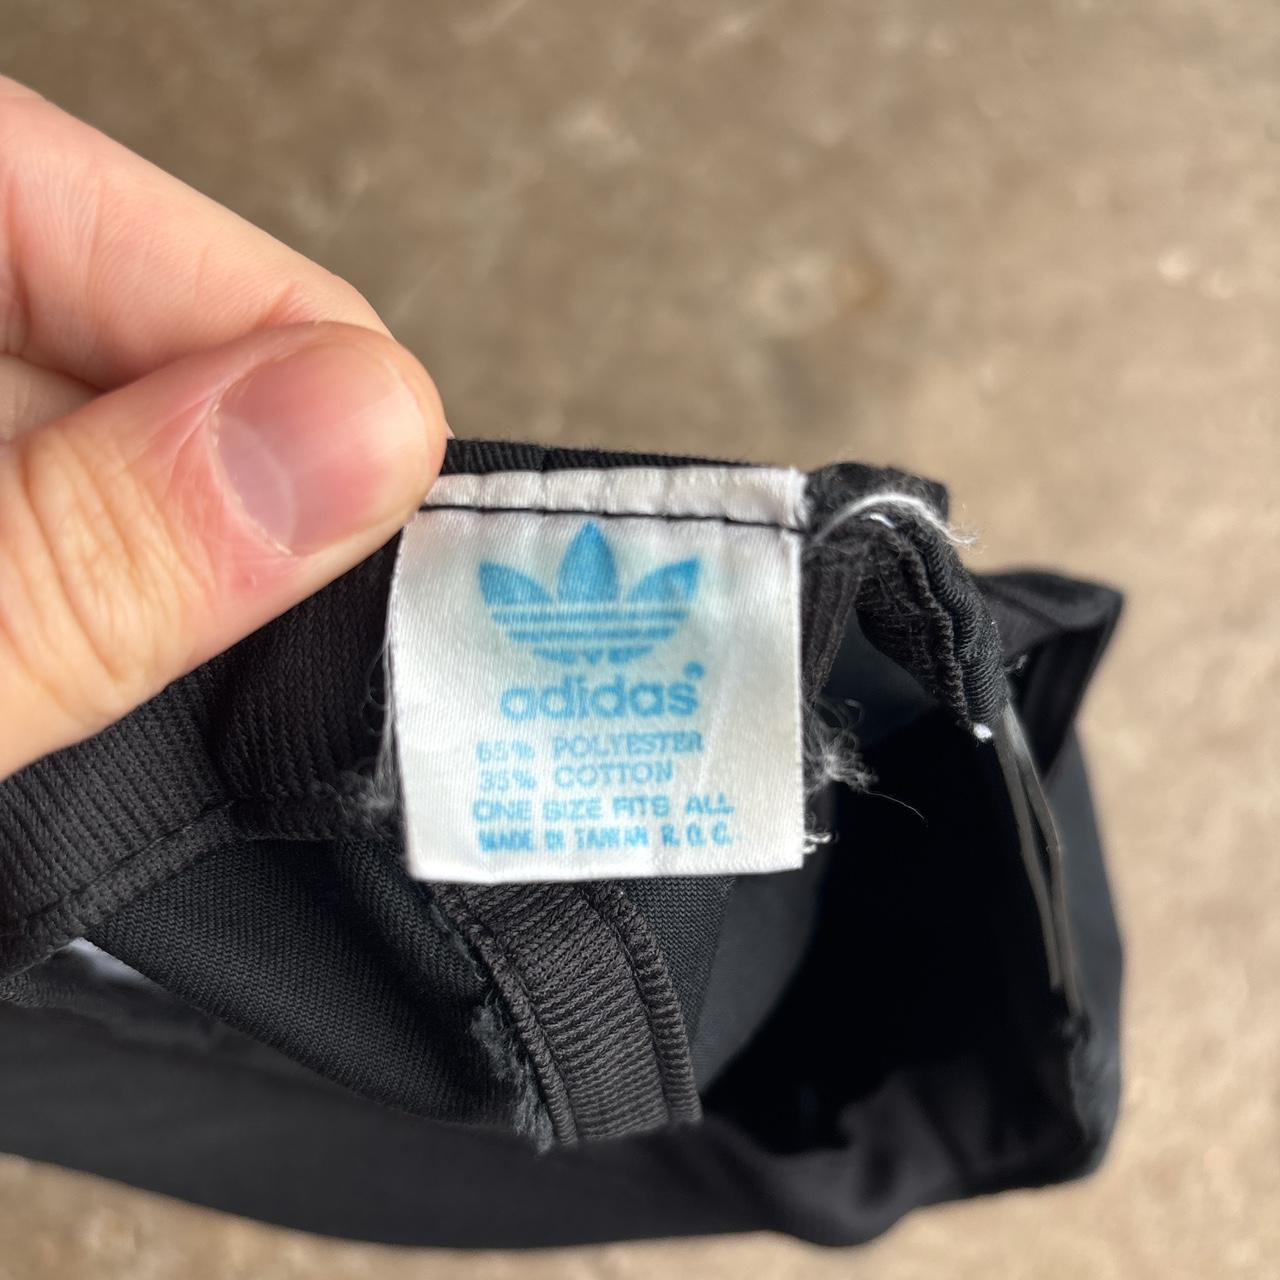 adidas
65% POLYESTER
35% COTTON
ONE SIZE FITS ALL
MADE IN TAIWAN R.O.C.